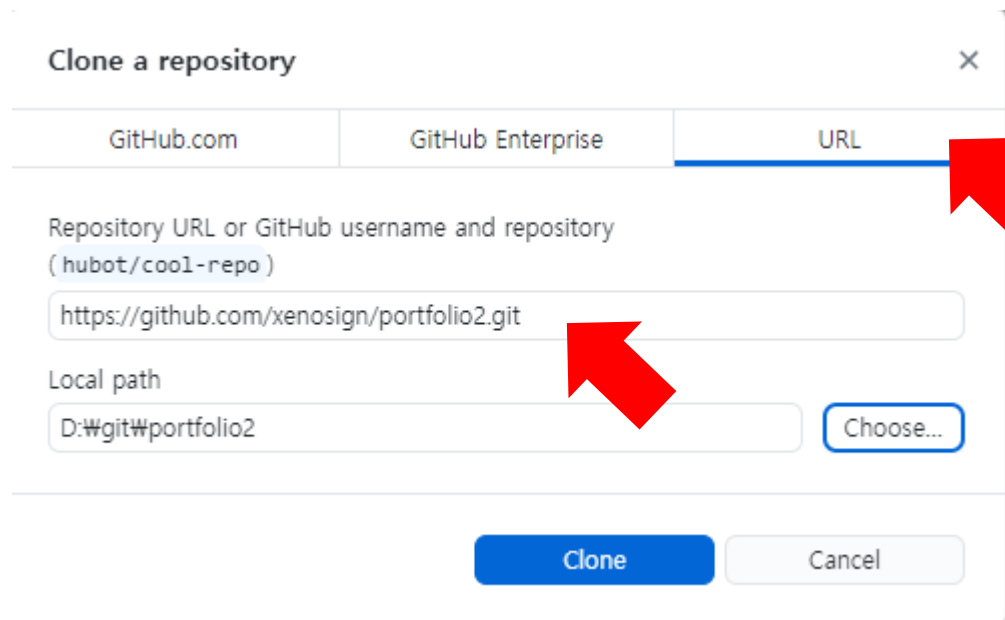 Clone a repository
GitHub.com
GitHub Enterprise
URL
Repository URL or GitHub username and repository
(hubot/cool-repo)
https://github.com/xenosign/portfolio2.git
Local path
D:₩git₩portfolio2
Choose...
Clone
Cancel